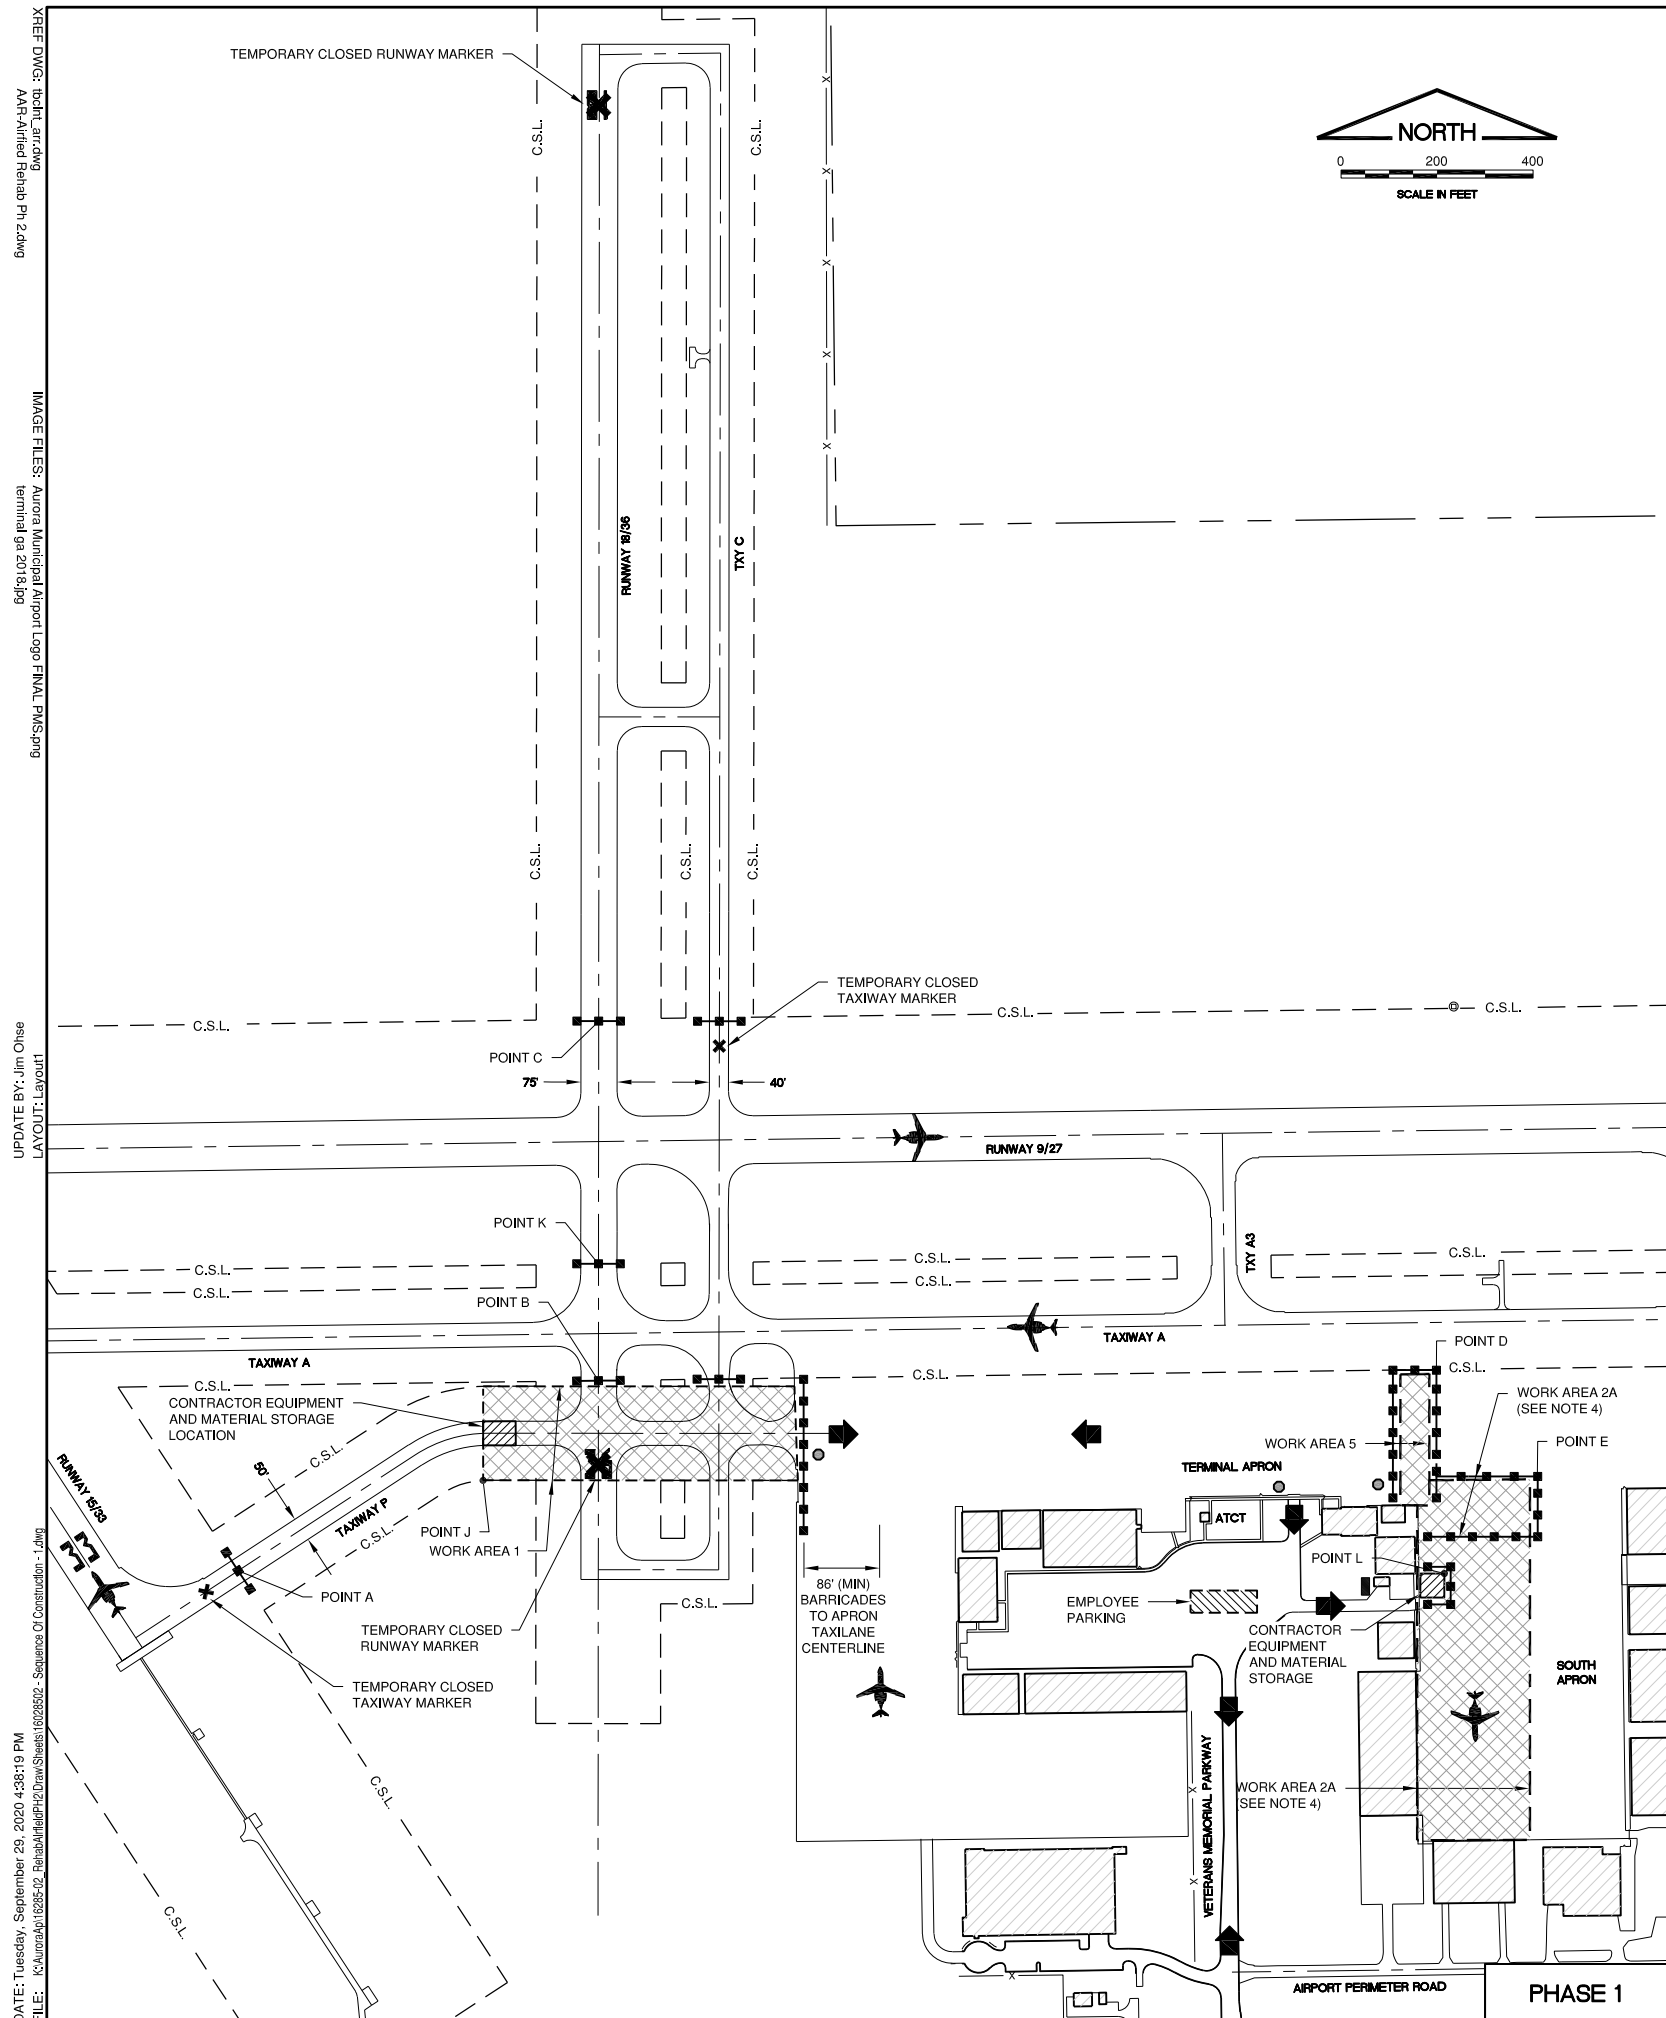 XREF DWG: tbclnt_arr.dwg
AAR-Airfied Rehab Ph 2.dwg
IMAGE FILES: Aurora Municipal Airport Logo FINAL PMS.png
terminal ga 2018.jpg
LAYOUT: Layout1
UPDATE BY: Jim Ohse
DATE: Tuesday, September 29, 2020 4:38:19 PM
TEMPORARY CLOSED RUNWAY MARKER
NORTH
0 200 400
SCALE IN FEET
C.S.L.
C.S.L.
X
X
X
X
X
RUNWAY 18/36
TXY C
C.S.L.
C.S.L.
C.S.L.
TEMPORARY CLOSED
TAXIWAY MARKER
C.S.L.
C.S.L.
C.S.L.
POINT C
75'
40'
RUNWAY 9/27
POINT K
TXY A3
C.S.L.
C.S.L.
C.S.L.
C.S.L.
C.S.L.
POINT B
TAXIWAY A
TAXIWAY A
POINT D
C.S.L.
C.S.L.
C.S.L.
CONTRACTOR EQUIPMENT
AND MATERIAL STORAGE
LOCATION
WORK AREA 2A
(SEE NOTE 4)
WORK AREA 5
POINT E
TERMINAL APRON
C.S.L.
50'
RUNWAY 15/33
TAXIWAY P
C.S.L.
POINT J
WORK AREA 1
ATCT
POINT L
POINT A
86' (MIN)
BARRICADES
TO APRON
TAXILANE
CENTERLINE
C.S.L.
EMPLOYEE
PARKING
TEMPORARY CLOSED
RUNWAY MARKER
CONTRACTOR
EQUIPMENT
AND MATERIAL
STORAGE
TEMPORARY CLOSED
TAXIWAY MARKER
SOUTH
APRON
C.S.L.
C.S.L.
X
X
VETERANS MEMORIAL PARKWAY
WORK AREA 2A
(SEE NOTE 4)
X
AIRPORT PERIMETER ROAD
PHASE 1